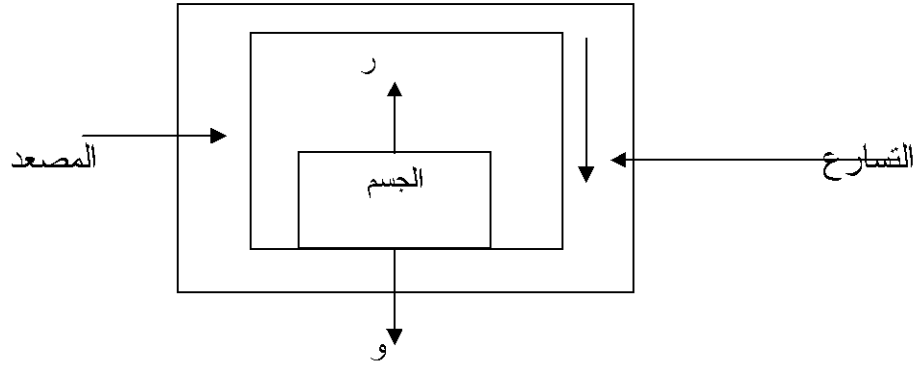 ر
المصعد
التسارع
الجسم
و